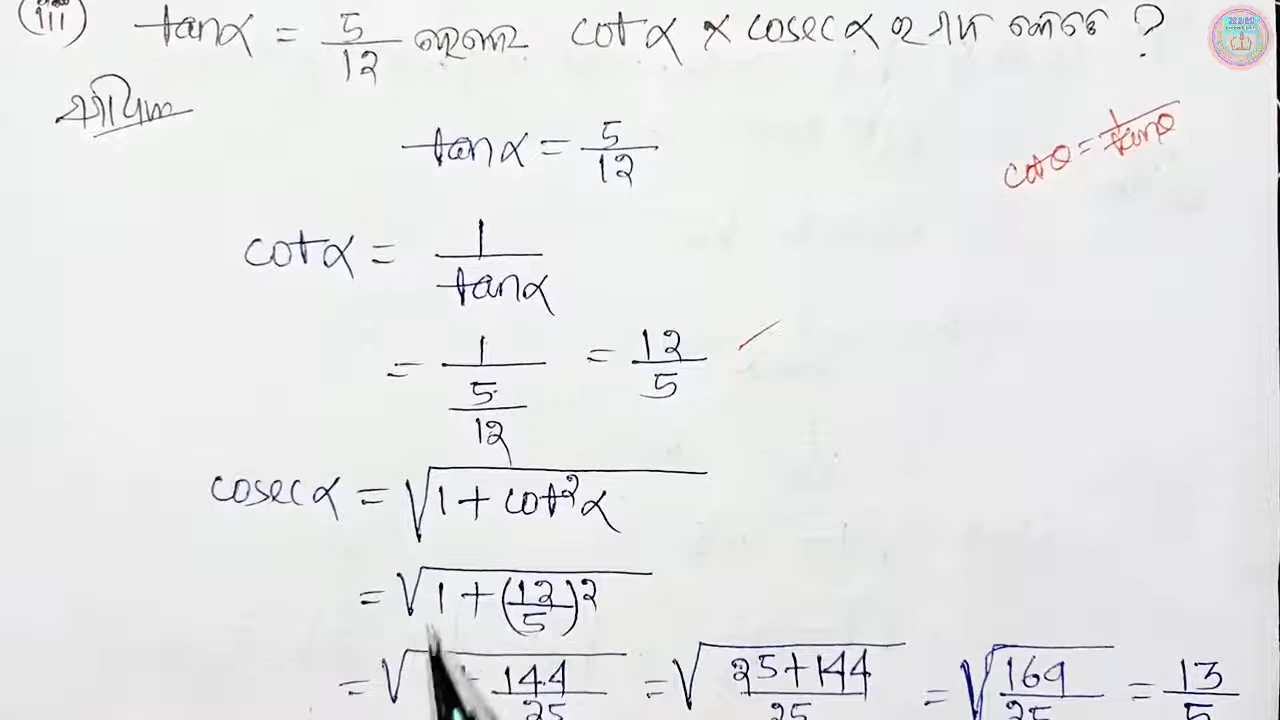 (iii) tanα = 5/12 ହେଲେ cotα × cosecα ର ମାନ କେତେ ?
cotθ = 1/tanθ
tanα = 5/12
cotα = 1/tanα
= 1/(5/12) = 12/5
cosecα = √(1 + cot²α)
= √(1 + (12/5)²)
= √ 144/25 = √(25+144)/25 = √169/25 = 13/5